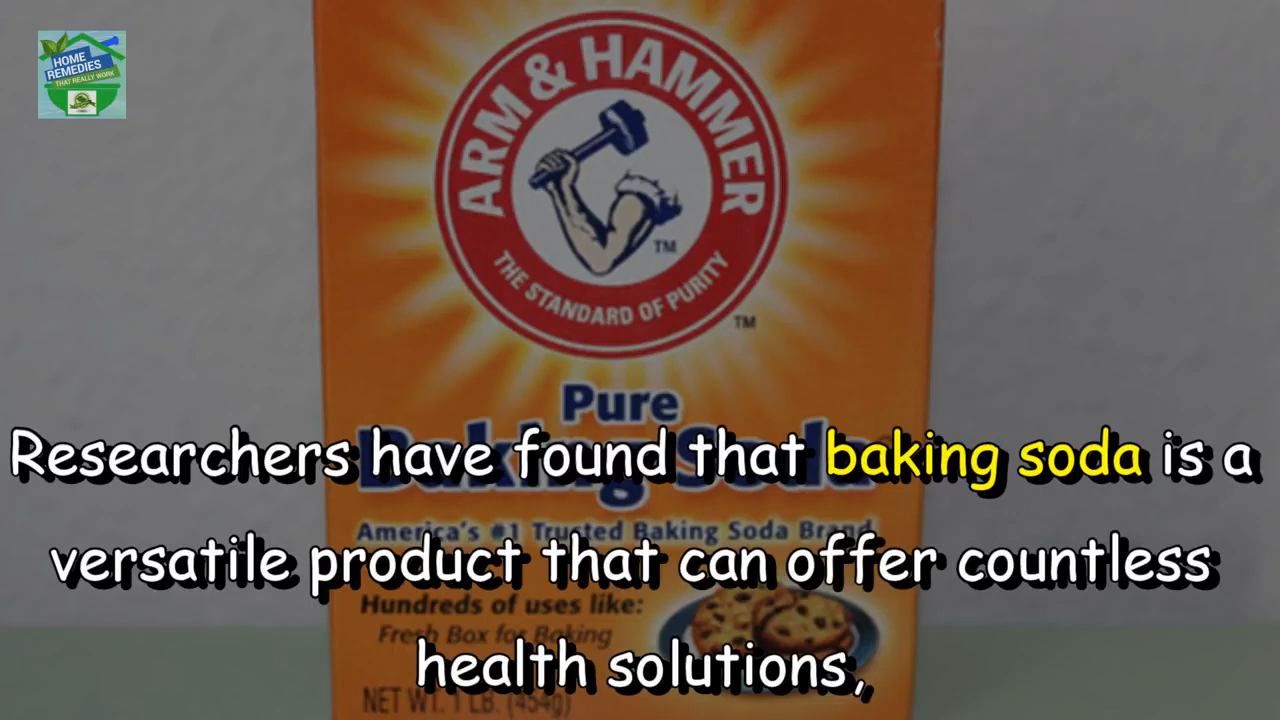 HOME
REMEDIES
THAT REALLY WORK
ARM & HAMMER
TM
THE STANDARD OF PURITY
TM
Pure
Baking Soda
Researchers have found that baking soda is a
America's #1 Trusted Baking Soda Brand
versatile product that can offer countless
Hundreds of uses like:
Fresh Box for Baking
health solutions,
NET WT. 1 LB. (454g)